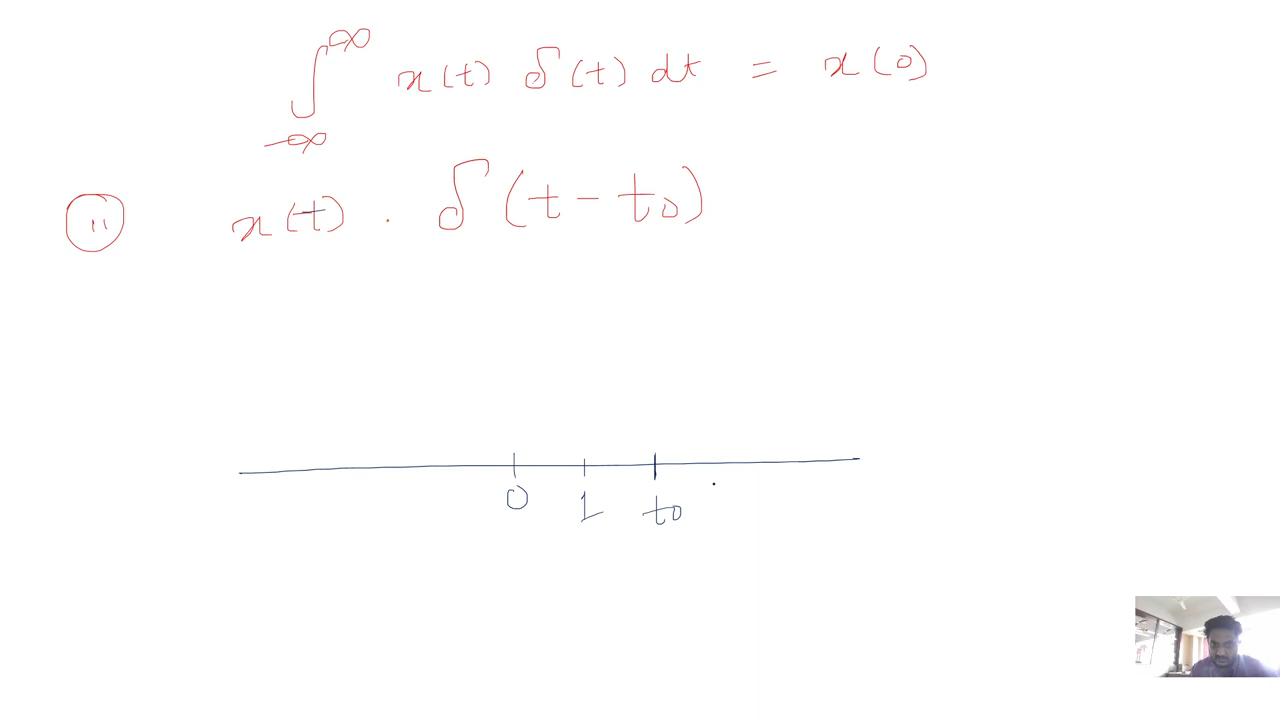 ∫_{-∞}^{∞} x(t) δ(t) dt = x(0)
(ii) x(t) . δ(t - t0)
0 1 t0